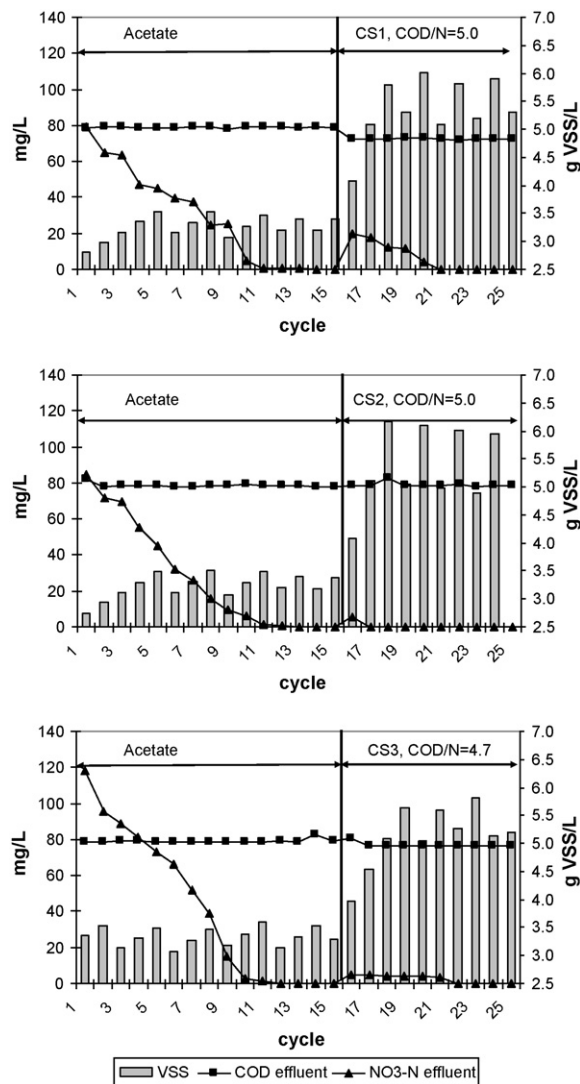 Acetate
CS1, COD/N=5.0
mg/L
140
120
100
80
60
40
20
0
7.0
6.5
6.0
5.5
5.0
4.5
4.0
3.5
3.0
2.5
g VSS/L
1 3 5 7 9 11 13 15 17 19 21 23 25
cycle
Acetate
CS2, COD/N=5.0
mg/L
140
120
100
80
60
40
20
0
7.0
6.5
6.0
5.5
5.0
4.5
4.0
3.5
3.0
2.5
g VSS/L
1 3 5 7 9 11 13 15 17 19 21 23 25
cycle
Acetate
CS3, COD/N=4.7
mg/L
140
120
100
80
60
40
20
0
7.0
6.5
6.0
5.5
5.0
4.5
4.0
3.5
3.0
2.5
g VSS/L
1 3 5 7 9 11 13 15 17 19 21 23 25
cycle
VSS COD effluent NO3-N effluent